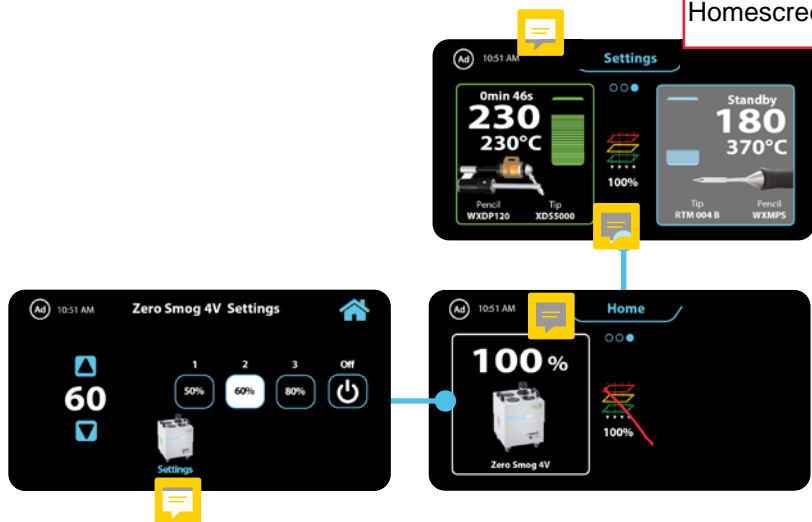 Homescree
Ad 10:51 AM Settings
0min 46s
230
230°C
Pencil Tip
WXDP120 XDS5000
100%
Standby
180
370°C
Tip Pencil
RTM 004 B WXMPS
Ad 10:51 AM Zero Smog 4V Settings
60
1 2 3 Off
50% 60% 80%
Settings
Ad 10:51 AM Home
100 %
Zero Smog 4V
100%